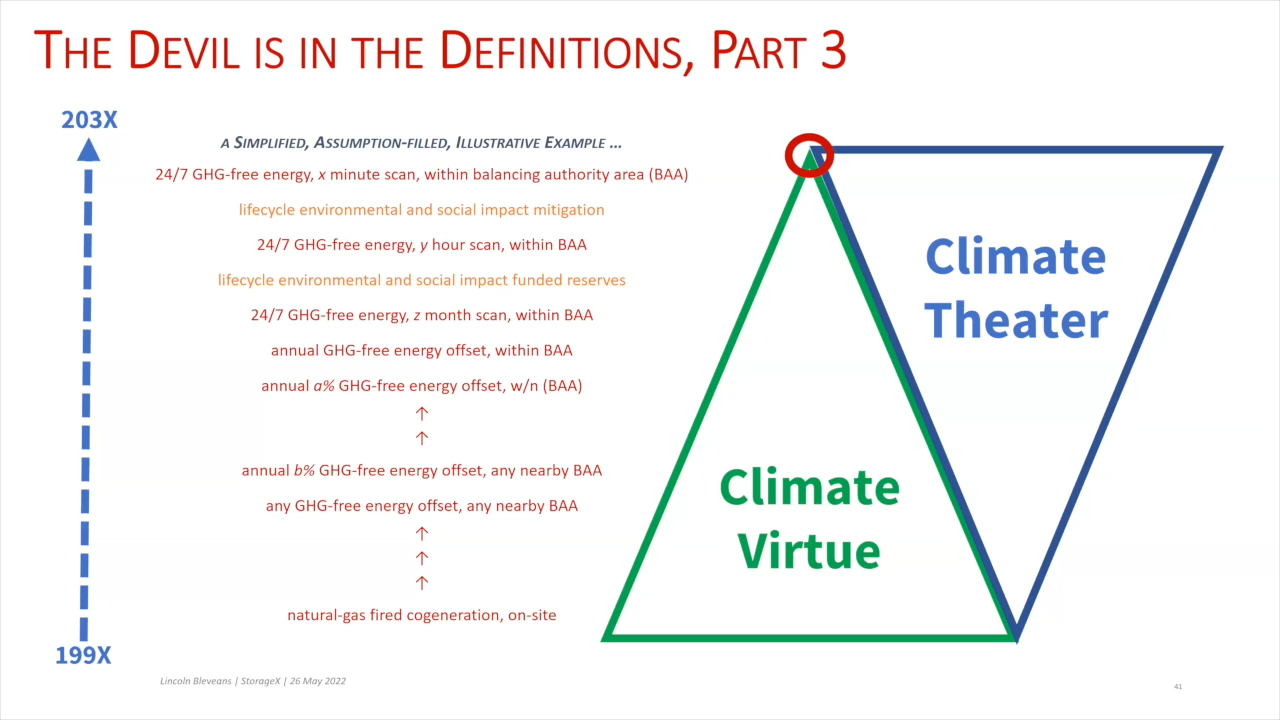 THE DEVIL IS IN THE DEFINITIONS, PART 3
203X
A SIMPLIFIED, ASSUMPTION-FILLED, ILLUSTRATIVE EXAMPLE ...
24/7 GHG-free energy, x minute scan, within balancing authority area (BAA)
lifecycle environmental and social impact mitigation
24/7 GHG-free energy, y hour scan, within BAA
lifecycle environmental and social impact funded reserves
24/7 GHG-free energy, z month scan, within BAA
annual GHG-free energy offset, within BAA
annual a% GHG-free energy offset, w/n (BAA)
↑
↑
annual b% GHG-free energy offset, any nearby BAA
any GHG-free energy offset, any nearby BAA
↑
↑
↑
natural-gas fired cogeneration, on-site
199X
Climate
Theater
Climate
Virtue
Lincoln Bleveans | StorageX | 26 May 2022
41